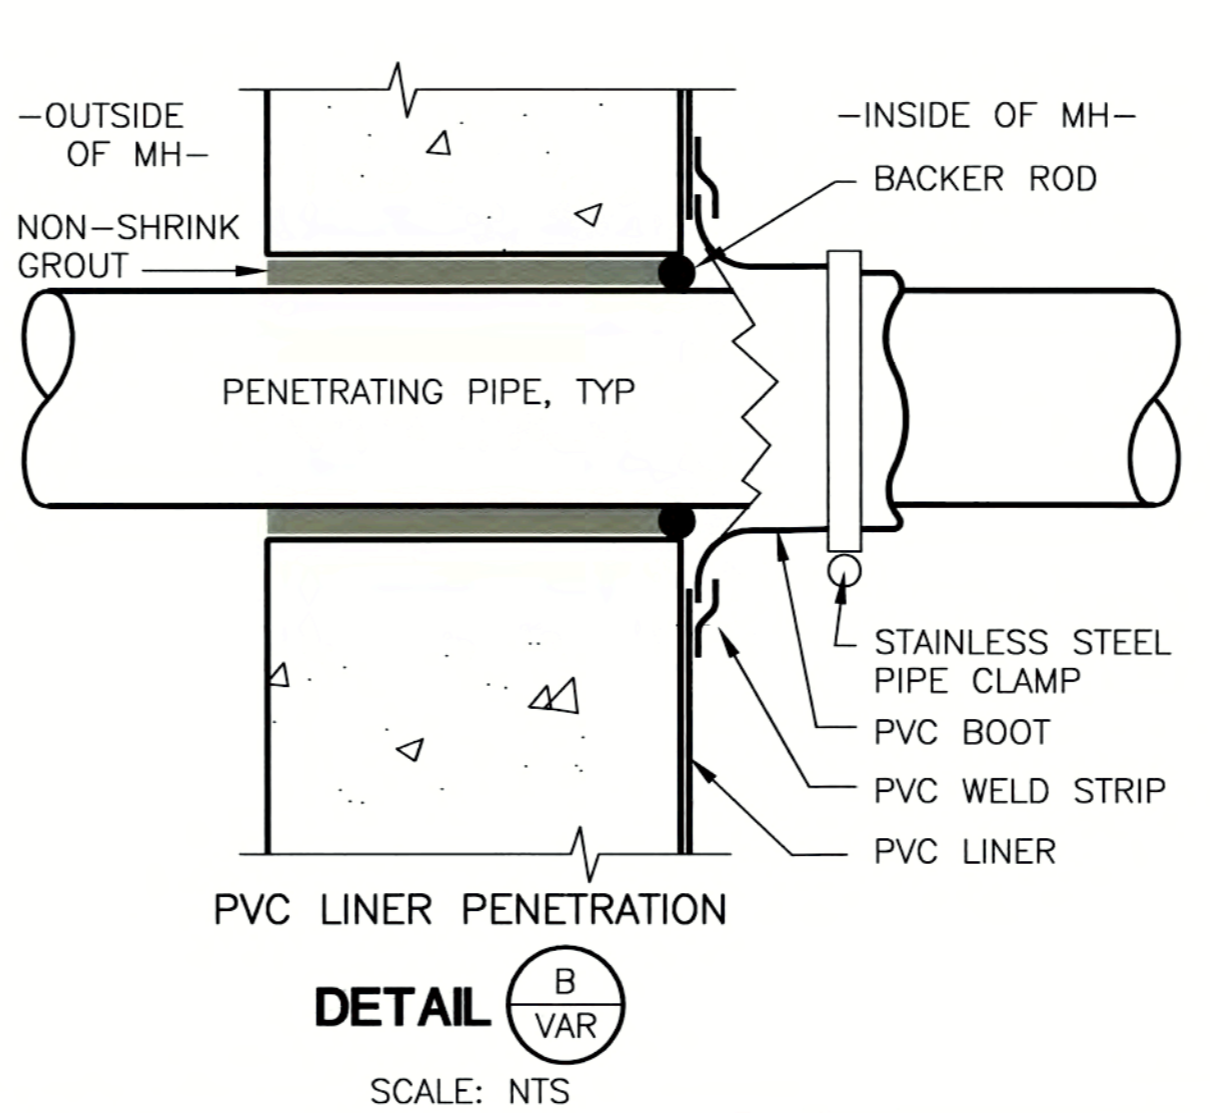 —OUTSIDE
OF MH—
NON—SHRINK
GROUT
—INSIDE OF MH—
BACKER ROD
PENETRATING PIPE, TYP
STAINLESS STEEL
PIPE CLAMP
PVC BOOT
PVC WELD STRIP
PVC LINER
PVC LINER PENETRATION
DETAIL
B
VAR
SCALE: NTS